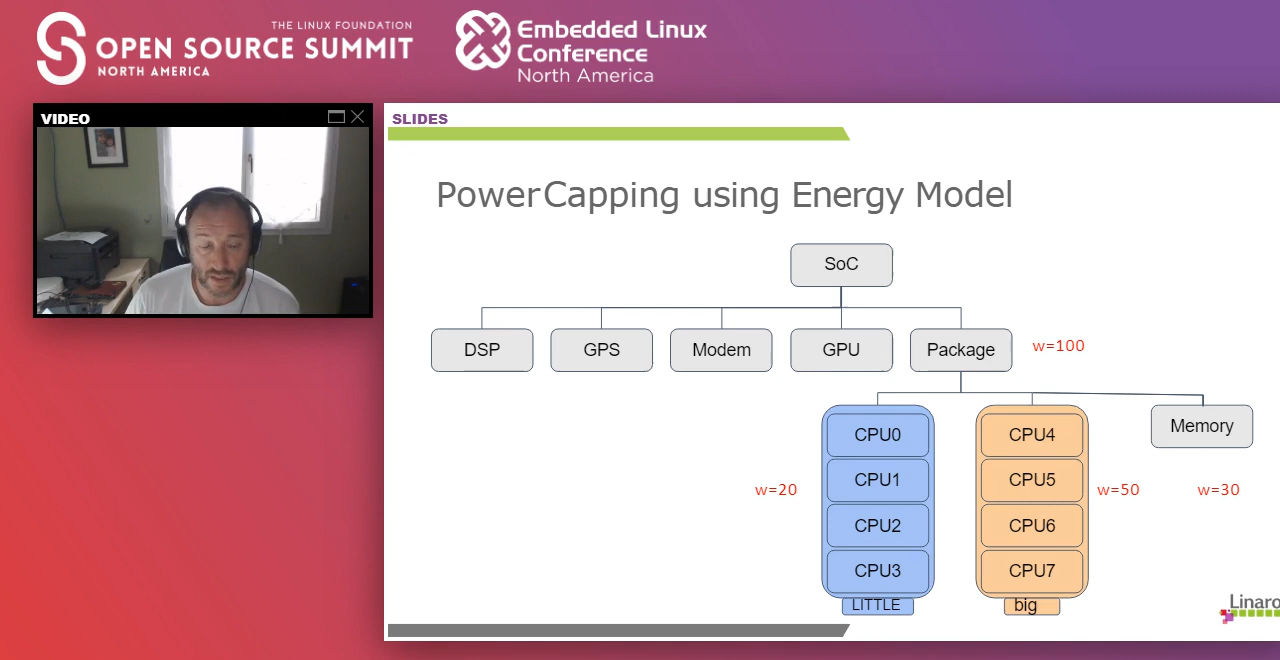 THE LINUX FOUNDATION
OPEN SOURCE SUMMIT
NORTH AMERICA
Embedded Linux
Conference
North America
VIDEO
SLIDES
PowerCapping using Energy Model
SoC
DSP
GPS
Modem
GPU
Package
w=100
CPU0
CPU1
CPU2
CPU3
LITTLE
w=20
CPU4
CPU5
CPU6
CPU7
big
w=50
Memory
w=30
Linaro